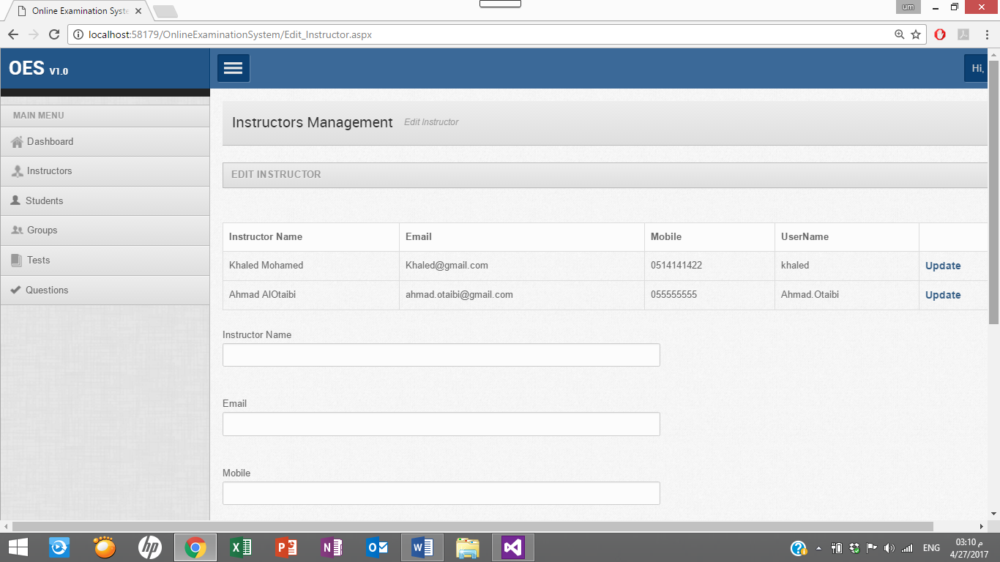 Online Examination Syste
um
localhost:58179/OnlineExaminationSystem/Edit_Instructor.aspx
OES V1.0
Hi,
MAIN MENU
Dashboard
Instructors
Students
Groups
Tests
Questions
Instructors Management Edit Instructor
EDIT INSTRUCTOR
Instructor Name Email Mobile UserName
Khaled Mohamed Khaled@gmail.com 0514141422 khaled Update
Ahmad AlOtaibi ahmad.otaibi@gmail.com 055555555 Ahmad.Otaibi Update
Instructor Name
Email
Mobile
ENG
03:10 م
4/27/2017